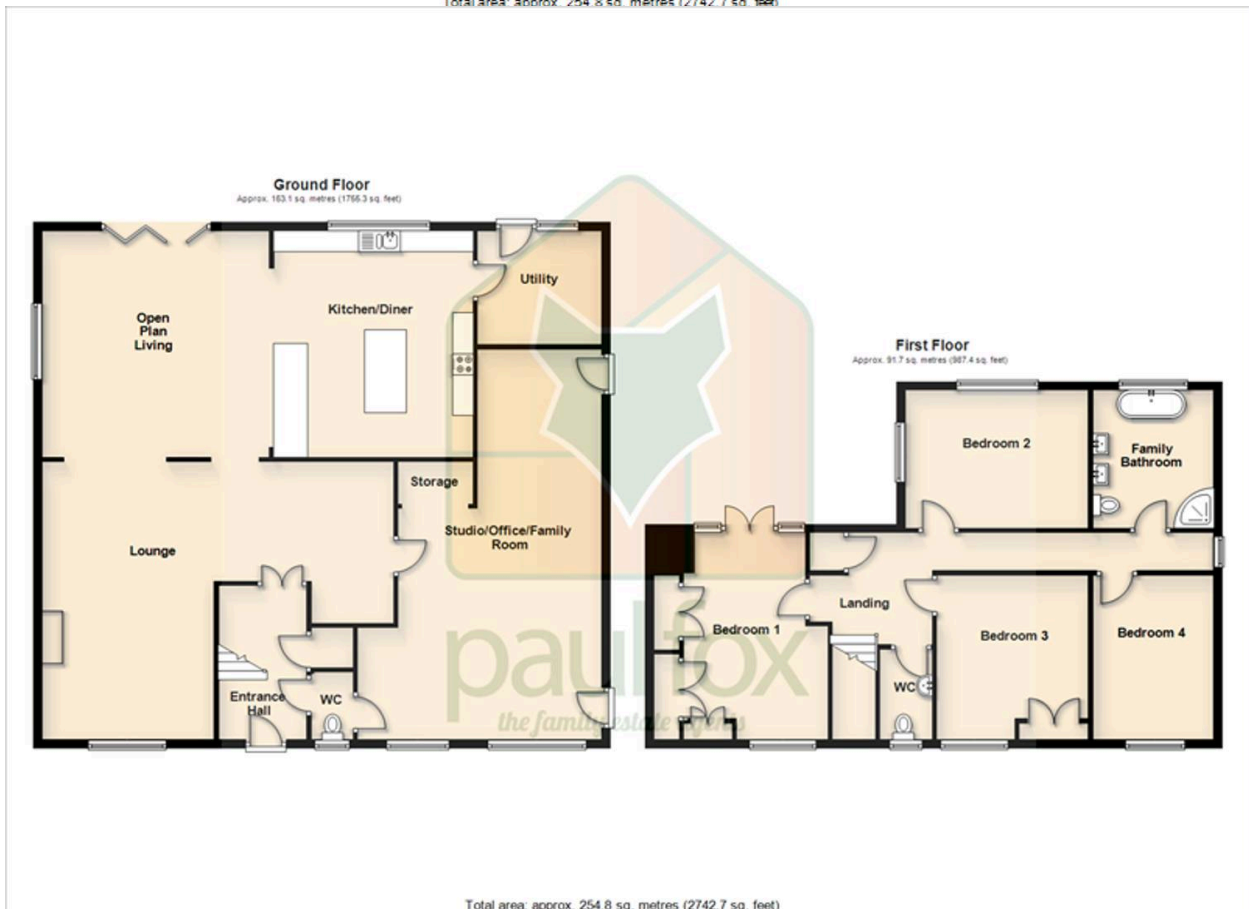 Total area: approx. 254.8 sq. metres (2742.7 sq. feet)
Ground Floor
Approx. 163.1 sq. metres (1755.3 sq. feet)
Open
Plan
Living
Kitchen/Diner
Utility
Storage
Lounge
Studio/Office/Family
Room
Entrance
Hall
WC
First Floor
Approx. 91.7 sq. metres (987.4 sq. feet)
Bedroom 2
Family
Bathroom
Landing
Bedroom 1
Bedroom 3
Bedroom 4
WC
paulfox
the family estate agents
Total area: approx. 254.8 sq. metres (2742.7 sq. feet)